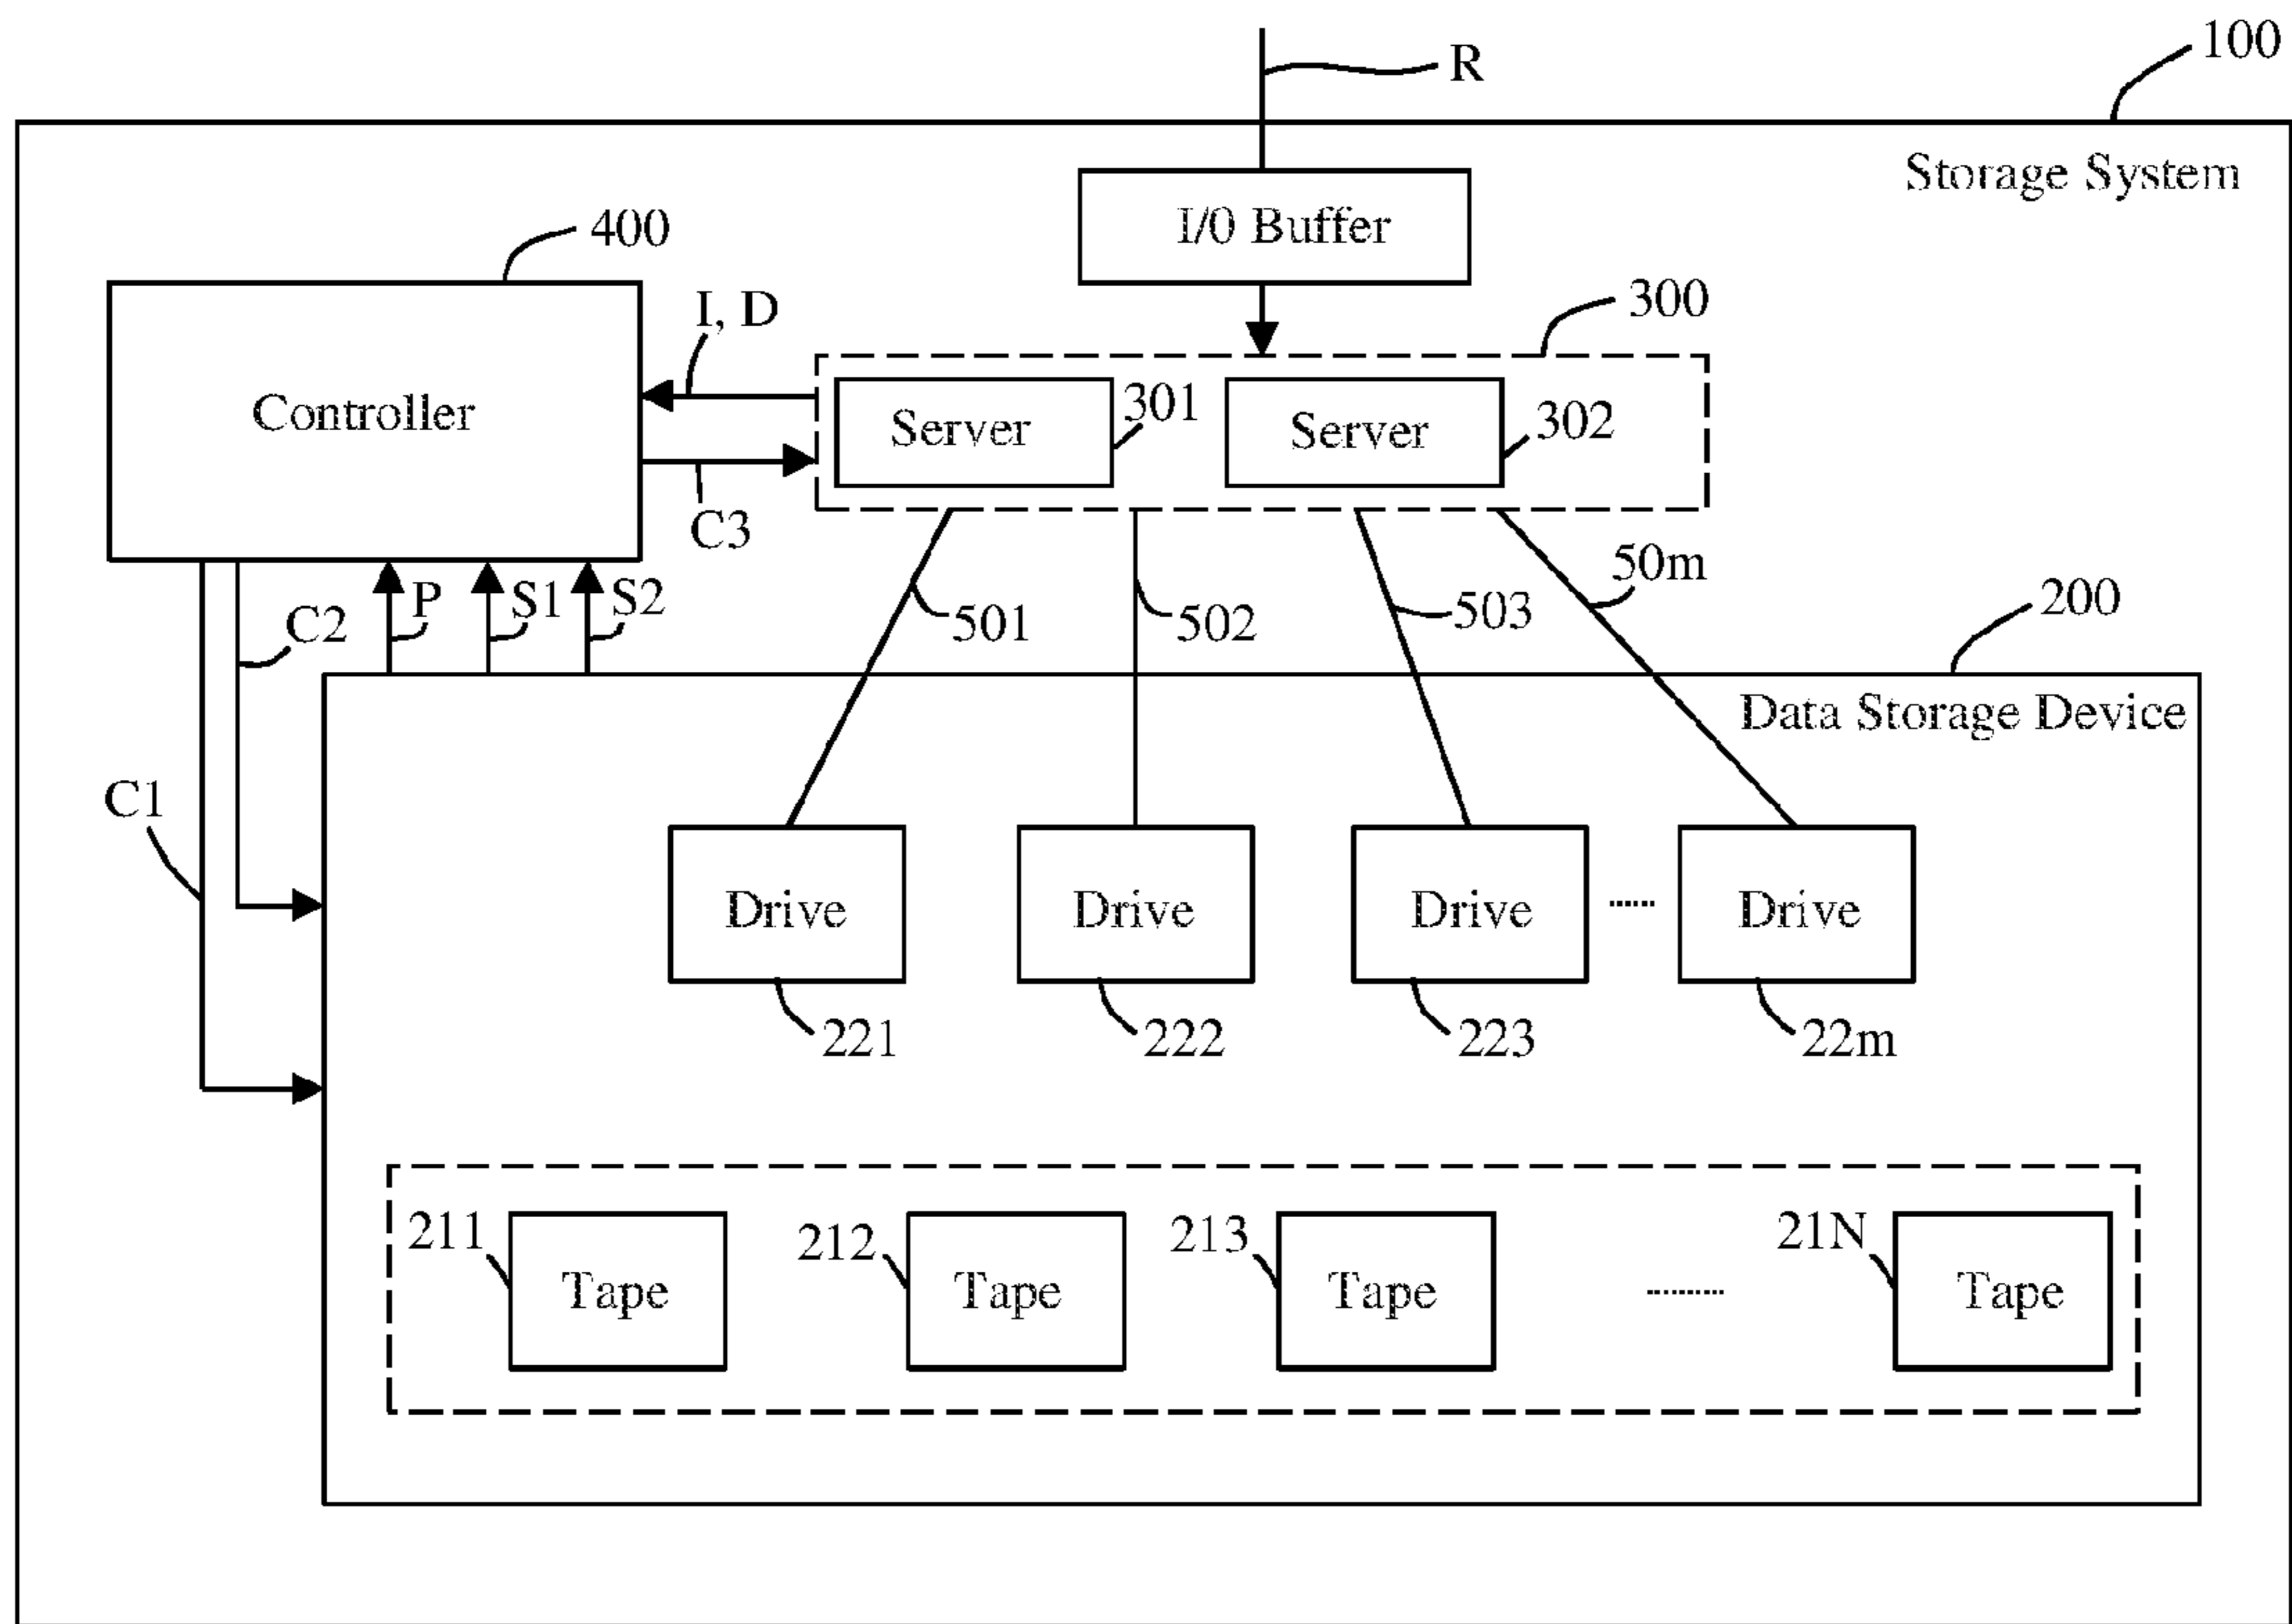 100
R
Storage System
I/0 Buffer
400
300
I, D
Controller
Server
301
Server
302
C3
50m
C2
P
S1
S2
501
502
503
200
Data Storage Device
C1
Drive
Drive
Drive
......
Drive
221
222
223
22m
211
Tape
212
Tape
213
Tape
..........
21N
Tape